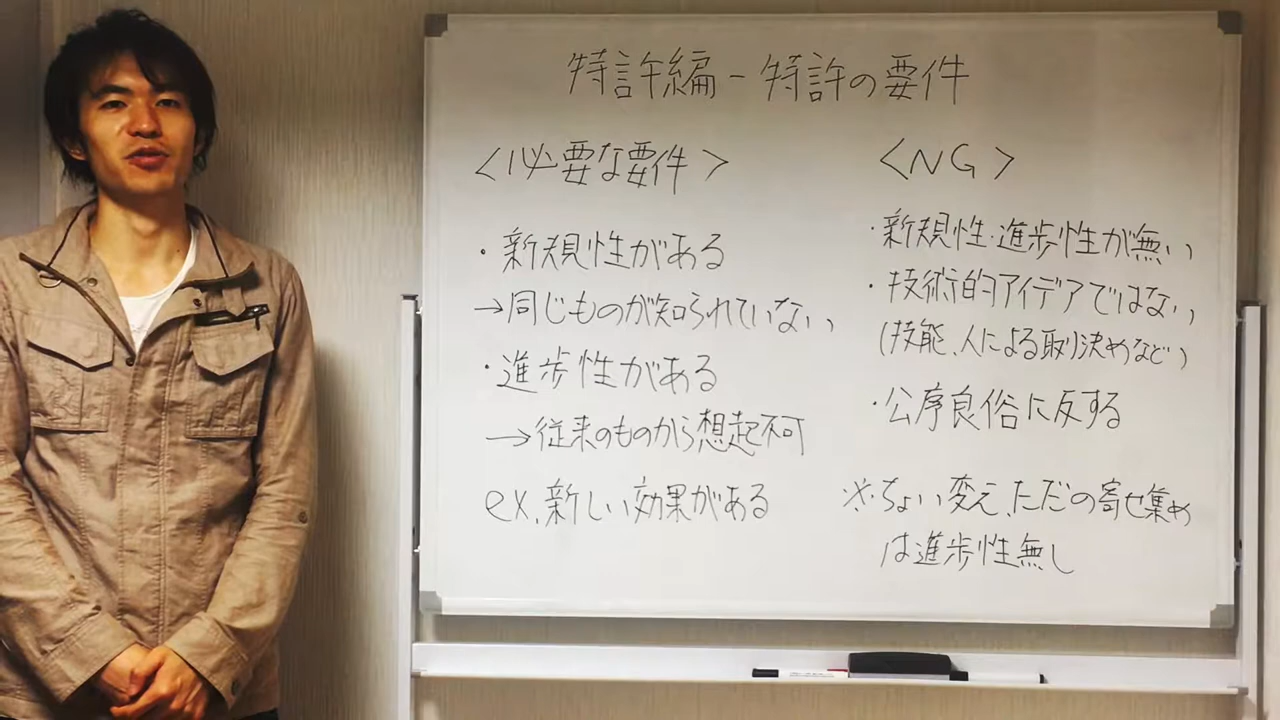 特許編-特許の要件
<必要な要件>
・新規性がある
→同じものが知られていない
・進歩性がある
→従来のものから想起不可
ex.新しい効果がある
<NG>
・新規性・進歩性が無い
・技術的アイデアではない
(技能、人による取り決めなど)
・公序良俗に反する
※ちょい変え、ただの寄せ集め
は進歩性無し